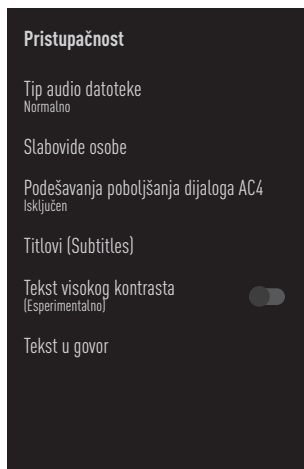 Pristupačnost
Tip audio datoteke
Normalno
Slabovide osobe
Podešavanja poboljšanja dijaloga AC4
Isključen
Titlovi (Subtitles)
Tekst visokog kontrasta
(Esperimentalno)
Tekst u govor